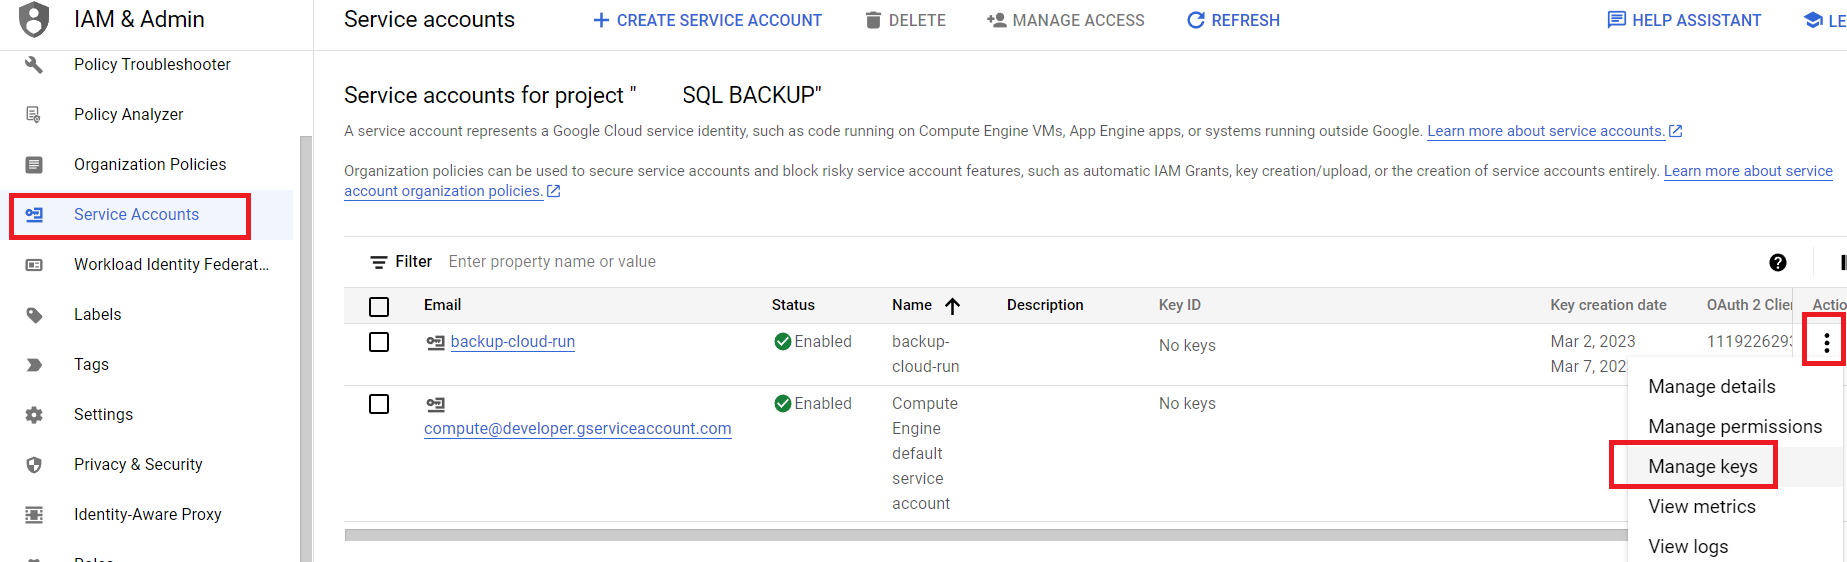 IAM & Admin
Policy Troubleshooter
Policy Analyzer
Organization Policies
Service Accounts
Workload Identity Federat...
Labels
Tags
Settings
Privacy & Security
Identity-Aware Proxy
Service accounts
CREATE SERVICE ACCOUNT
DELETE
MANAGE ACCESS
REFRESH
HELP ASSISTANT
LE
Service accounts for project " SQL BACKUP"
A service account represents a Google Cloud service identity, such as code running on Compute Engine VMs, App Engine apps, or systems running outside Google. Learn more about service accounts.
Organization policies can be used to secure service accounts and block risky service account features, such as automatic IAM Grants, key creation/upload, or the creation of service accounts entirely. Learn more about service
account organization policies.
Filter Enter property name or value
Email Status Name Description Key ID Key creation date OAuth 2 Clie Actio
backup-cloud-run Enabled backup- No keys Mar 2, 2023 1119226293
cloud-run Mar 7, 202
Enabled Compute No keys
compute@developer.gserviceaccount.com Engine
default
service
account
Manage details
Manage permissions
Manage keys
View metrics
View logs